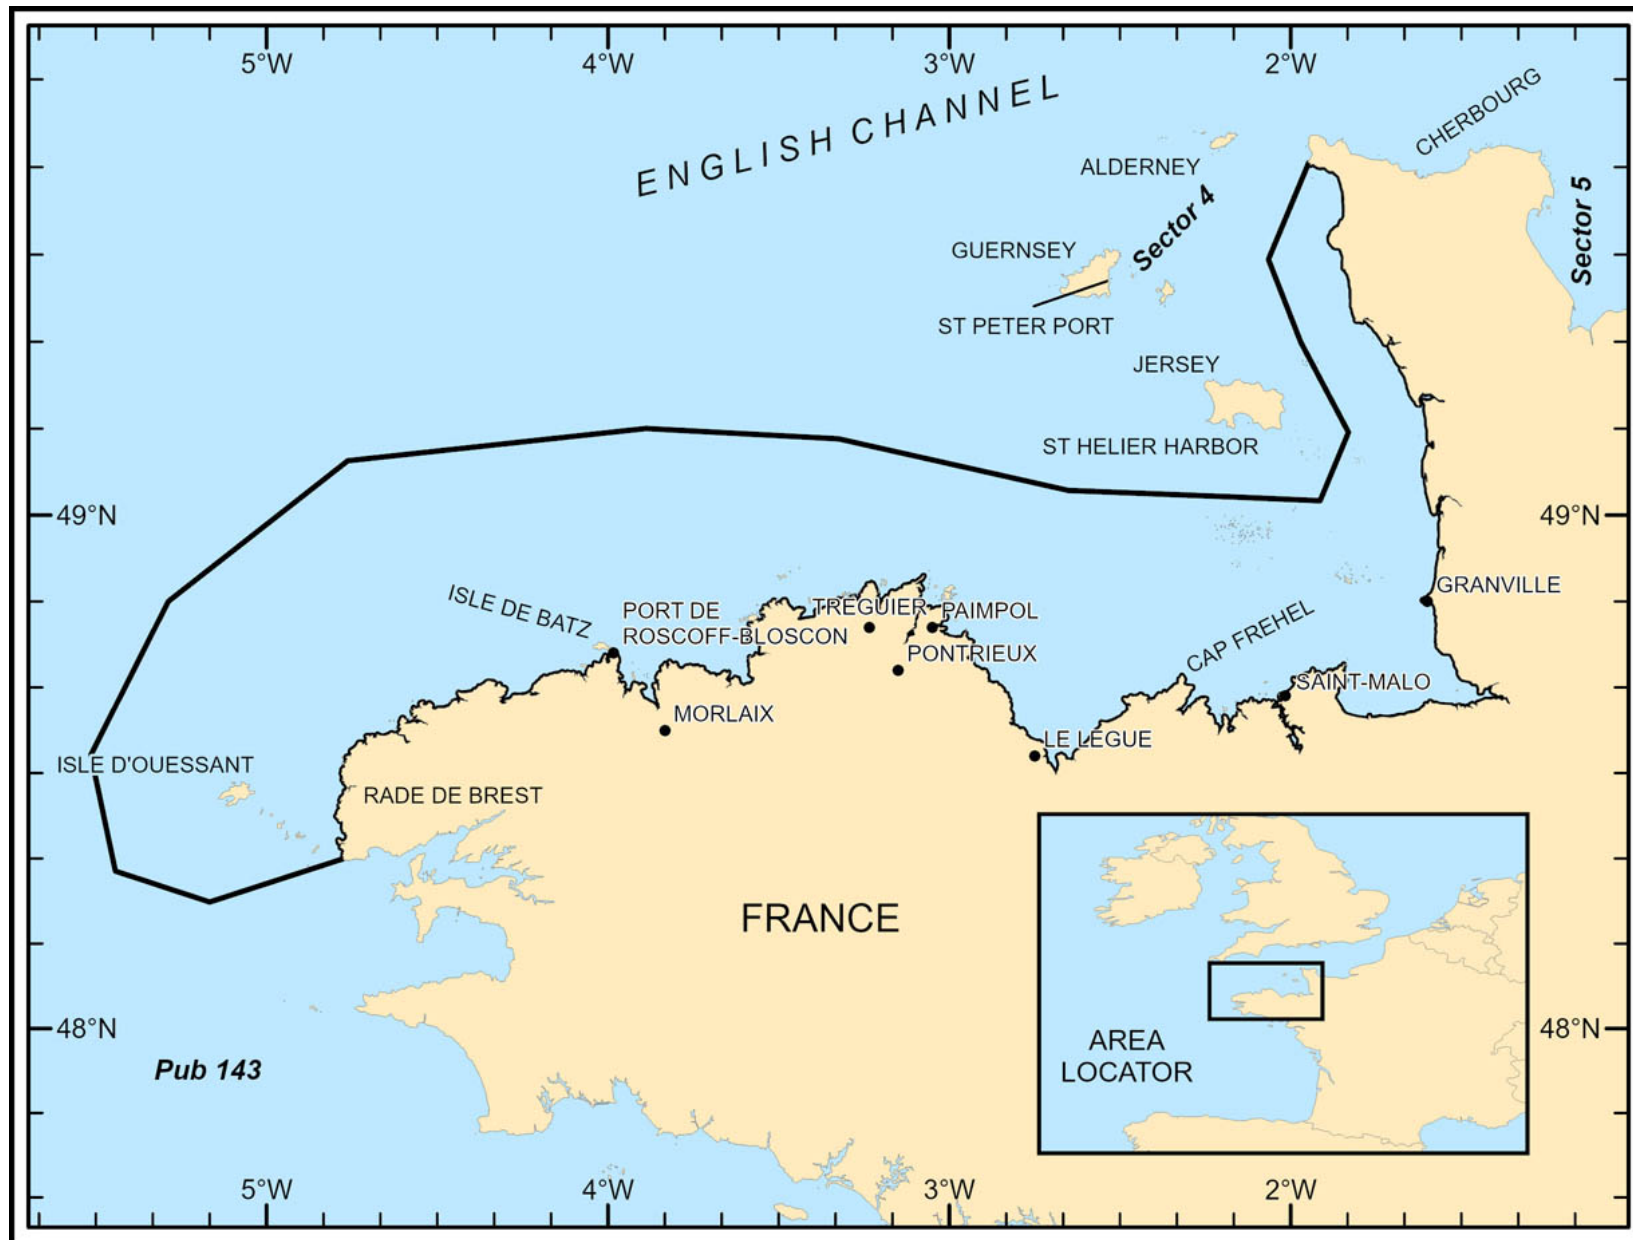 5°W
4°W
3°W
2°W
ENGLISH CHANNEL
CHERBOURG
ALDERNEY
Sector 4
Sector 5
GUERNSEY
ST PETER PORT
JERSEY
ST HELIER HARBOR
49°N
49°N
ISLE DE BATZ
PORT DE
ROSCOFF-BLOSCON
TRÉGUIER
PAIMPOL
PONTRIEUX
GRANVILLE
CAP FREHEL
SAINT-MALO
MORLAIX
LE LÉGUE
ISLE D'OUESSANT
RADE DE BREST
FRANCE
48°N
48°N
Pub 143
AREA
LOCATOR
5°W
4°W
3°W
2°W